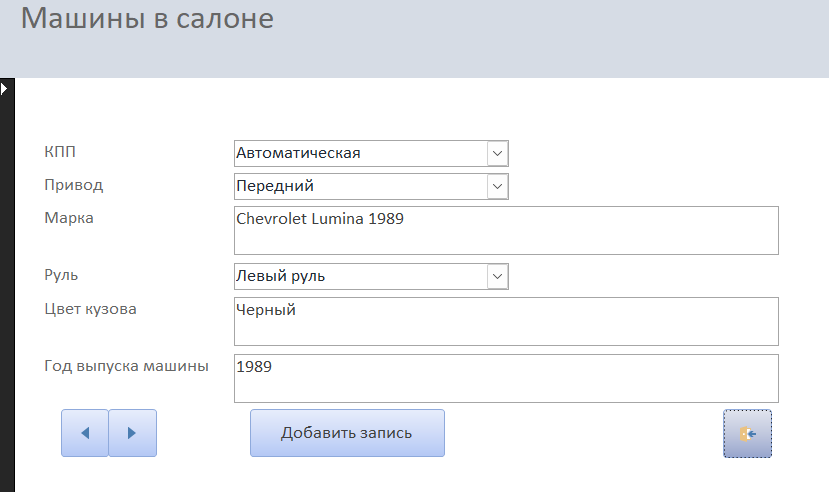 Машины в салоне
КПП Автоматическая
Привод Передний
Марка Chevrolet Lumina 1989
Руль Левый руль
Цвет кузова Черный
Год выпуска машины 1989
Добавить запись